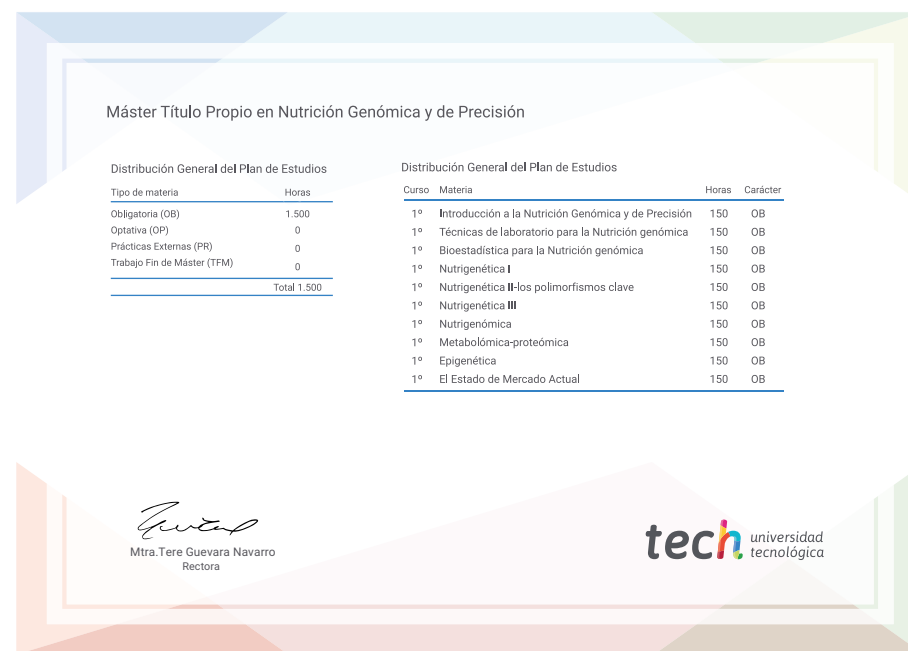 Máster Título Propio en Nutrición Genómica y de Precisión
Distribución General del Plan de Estudios
Tipo de materia Horas
Obligatoria (OB) 1.500
Optativa (OP) 0
Prácticas Externas (PR) 0
Trabajo Fin de Máster (TFM) 0
Total 1.500
Distribución General del Plan de Estudios
Curso Materia Horas Carácter
1º Introducción a la Nutrición Genómica y de Precisión 150 OB
1º Técnicas de laboratorio para la Nutrición genómica 150 OB
1º Bioestadística para la Nutrición genómica 150 OB
1º Nutrigenética I 150 OB
1º Nutrigenética II-los polimorfismos clave 150 OB
1º Nutrigenética III 150 OB
1º Nutrigenómica 150 OB
1º Metabolómica-proteómica 150 OB
1º Epigenética 150 OB
1º El Estado de Mercado Actual 150 OB
Mtra.Tere Guevara Navarro
Rectora
tech universidad
tecnológica